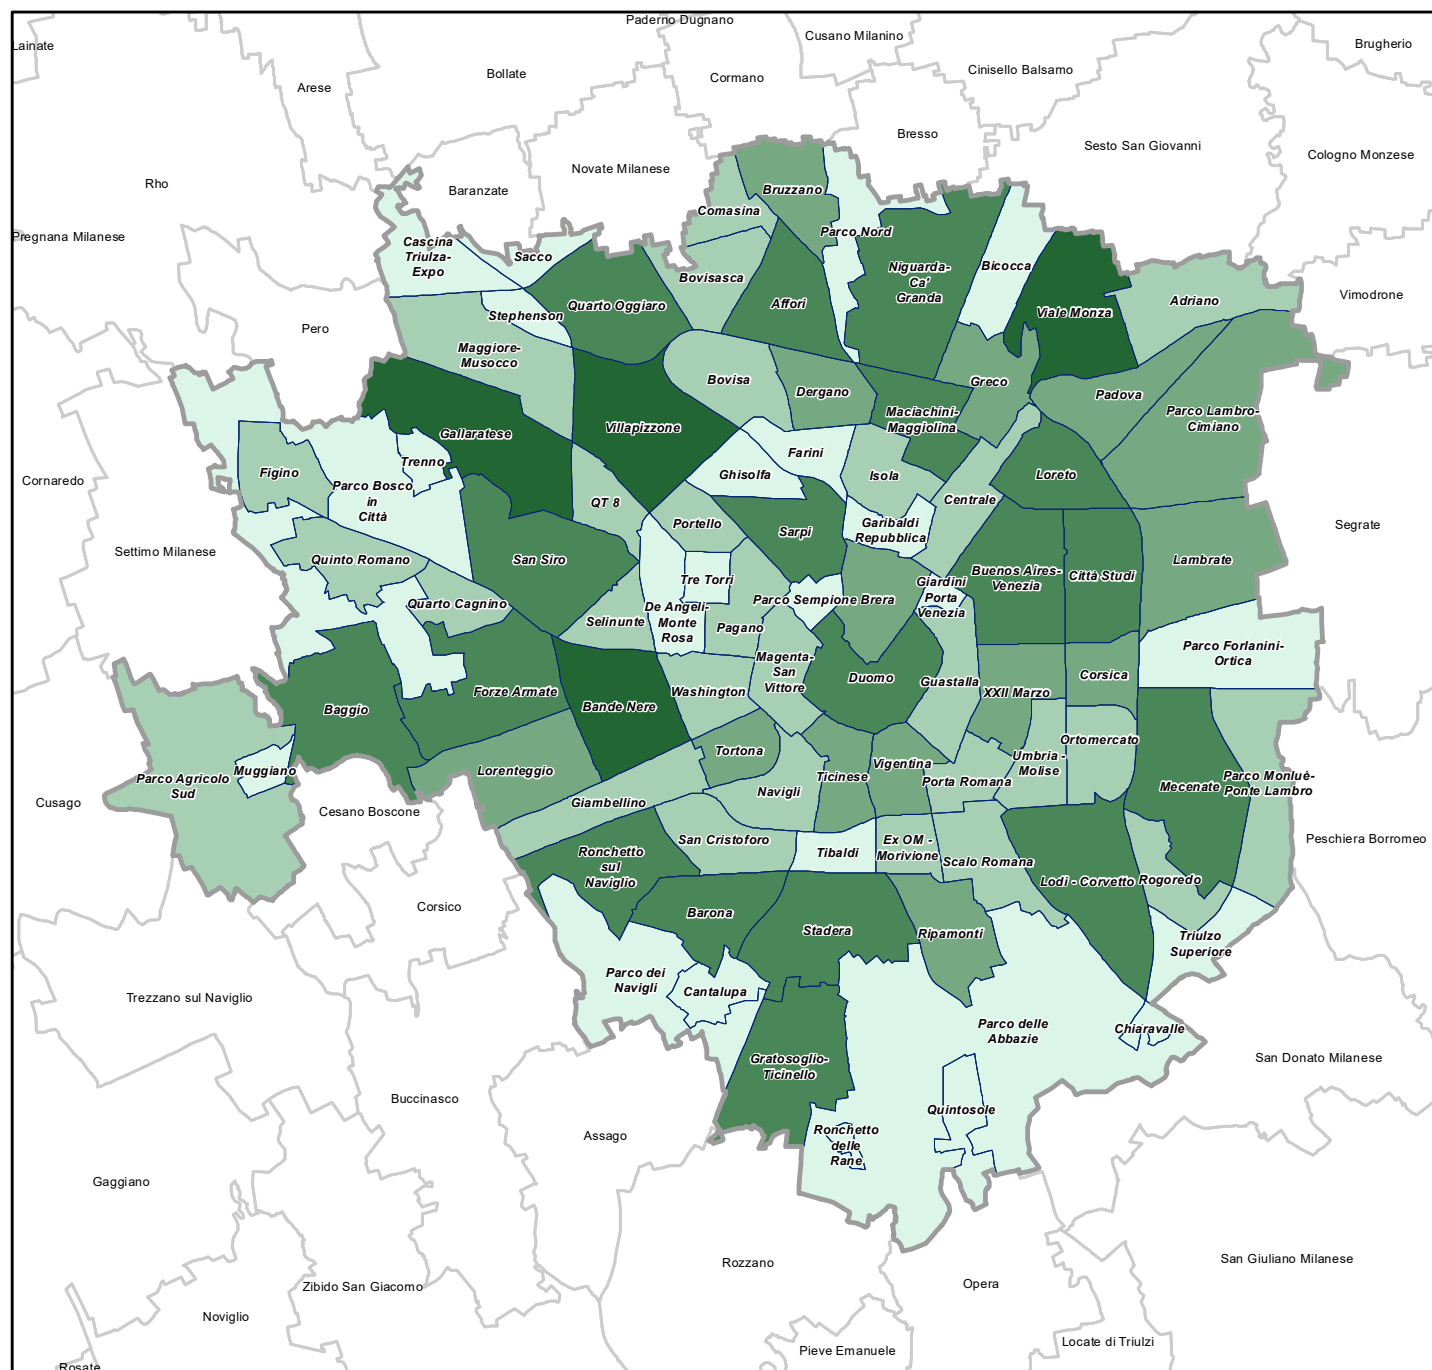 Paderno Dugnano
Cusano Milanino
Lainate
Brugherio
Bollate
Cormano
Cinisello Balsamo
Arese
Bresso
Sesto San Giovanni
Cologno Monzese
Novate Milanese
Rho
Baranzate
Bruzzano
Comasina
Parco Nord
Pregnana Milanese
Cascina
Triulza-
Expo
Sacco
Bicocca
Niguarda-
Ca'
Granda
Bovisasca
Vimodrone
Adriano
Quarto Oggiaro
Affori
Viale Monza
Stephenson
Pero
Maggiore-
Musocco
Bovisa
Greco
Dergano
Padova
Maciachini-
Maggiolina
Parco Lambro-
Cimiano
Villapizzone
Gallaratese
Farini
Trenno
Figino
Ghisolfa
Isola
Loreto
Cornaredo
Parco Bosco
in
Città
QT 8
Centrale
Portello
Garibaldi
Repubblica
Segrate
Sarpi
Settimo Milanese
Quinto Romano
San Siro
Lambrate
Buenos Aires-
Venezia
Città Studi
Tre Torri
Giardini
Porta
Venezia
Parco Sempione
Brera
Quarto Cagnino
De Angeli-
Monte
Rosa
Selinunte
Pagano
Parco Forlanini-
Ortica
Magenta-
San
Vittore
Corsica
Duomo
Guastalla
XXII Marzo
Forze Armate
Washington
Baggio
Bande Nere
Ortomercato
Tortona
Umbria -
Molise
Lorenteggio
Muggiano
Parco Agricolo
Sud
Ticinese
Vigentina
Porta Romana
Mecenate
Parco Monluè-
Ponte Lambro
Navigli
Giambellino
Cusago
Cesano Boscone
Peschiera Borromeo
San Cristoforo
Tibaldi
Ex OM -
Morivione
Scalo Romana
Ronchetto
sul
Naviglio
Lodi - Corvetto
Rogoredo
Corsico
Barona
Stadera
Ripamonti
Triulzo
Superiore
Parco dei
Navigli
Cantalupa
Trezzano sul Naviglio
Parco delle
Abbazie
Chiaravalle
San Donato Milanese
Gratosoglio-
Ticinello
Buccinasco
Quintosole
Assago
Ronchetto
delle
Rane
Gaggiano
Rozzano
San Giuliano Milanese
Zibido San Giacomo
Opera
Noviglio
Locate di Triulzi
Pieve Emanuele
Rosate